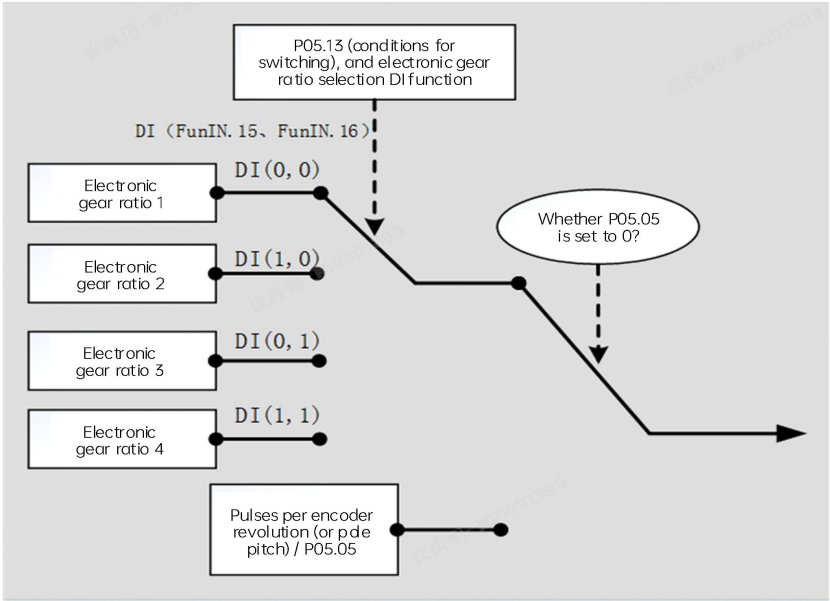 P05.13 (conditions for
switching), and electronic gear
ratio selection DI function
DI (FunIN.15、FunIN.16)
DI(0,0)
Electronic
gear ratio 1
Whether P05.05
is set to 0?
DI(1,0)
Electronic
gear ratio 2
DI(0,1)
Electronic
gear ratio 3
DI(1,1)
Electronic
gear ratio 4
Pulses per encoder
revolution (or pole
pitch) / P05.05